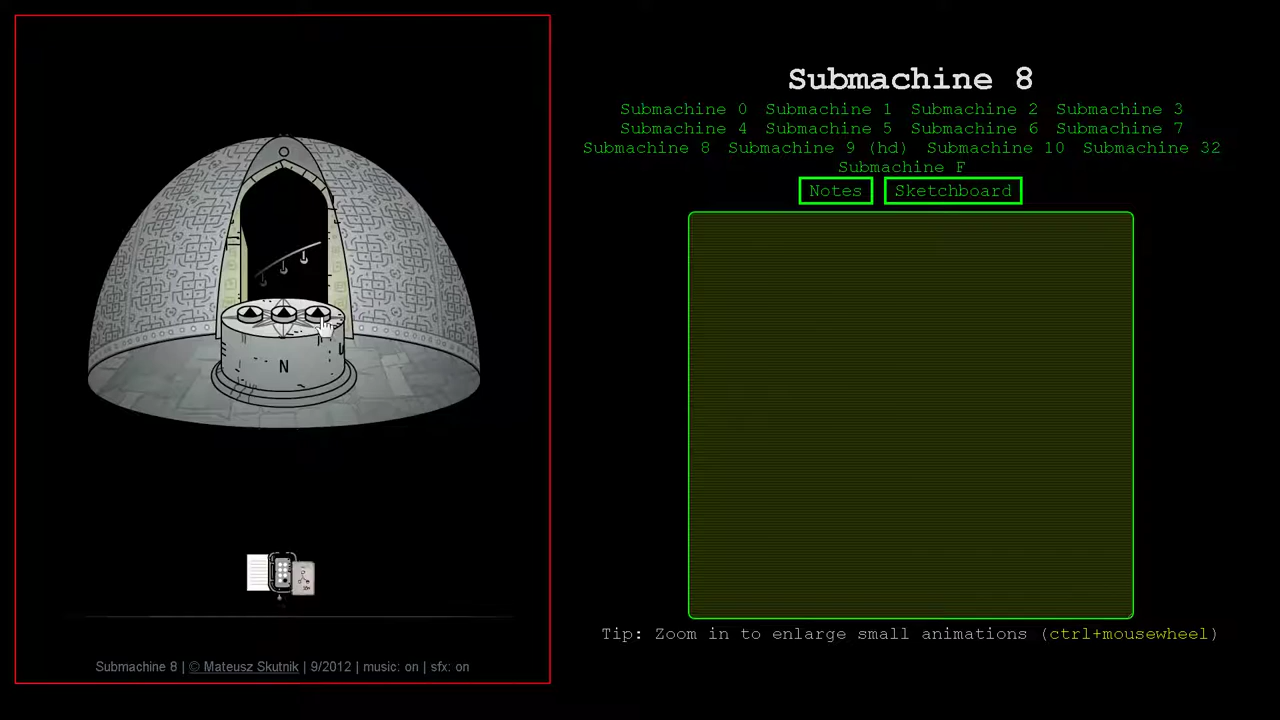 Submachine 8
Submachine 0 Submachine 1 Submachine 2 Submachine 3
Submachine 4 Submachine 5 Submachine 6 Submachine 7
Submachine 8 Submachine 9 (hd) Submachine 10 Submachine 32
Submachine F
Notes Sketchboard
N
Tip: Zoom in to enlarge small animations (ctrl+mousewheel)
Submachine 8 | © Mateusz Skutnik | 9/2012 | music: on | sfx: on